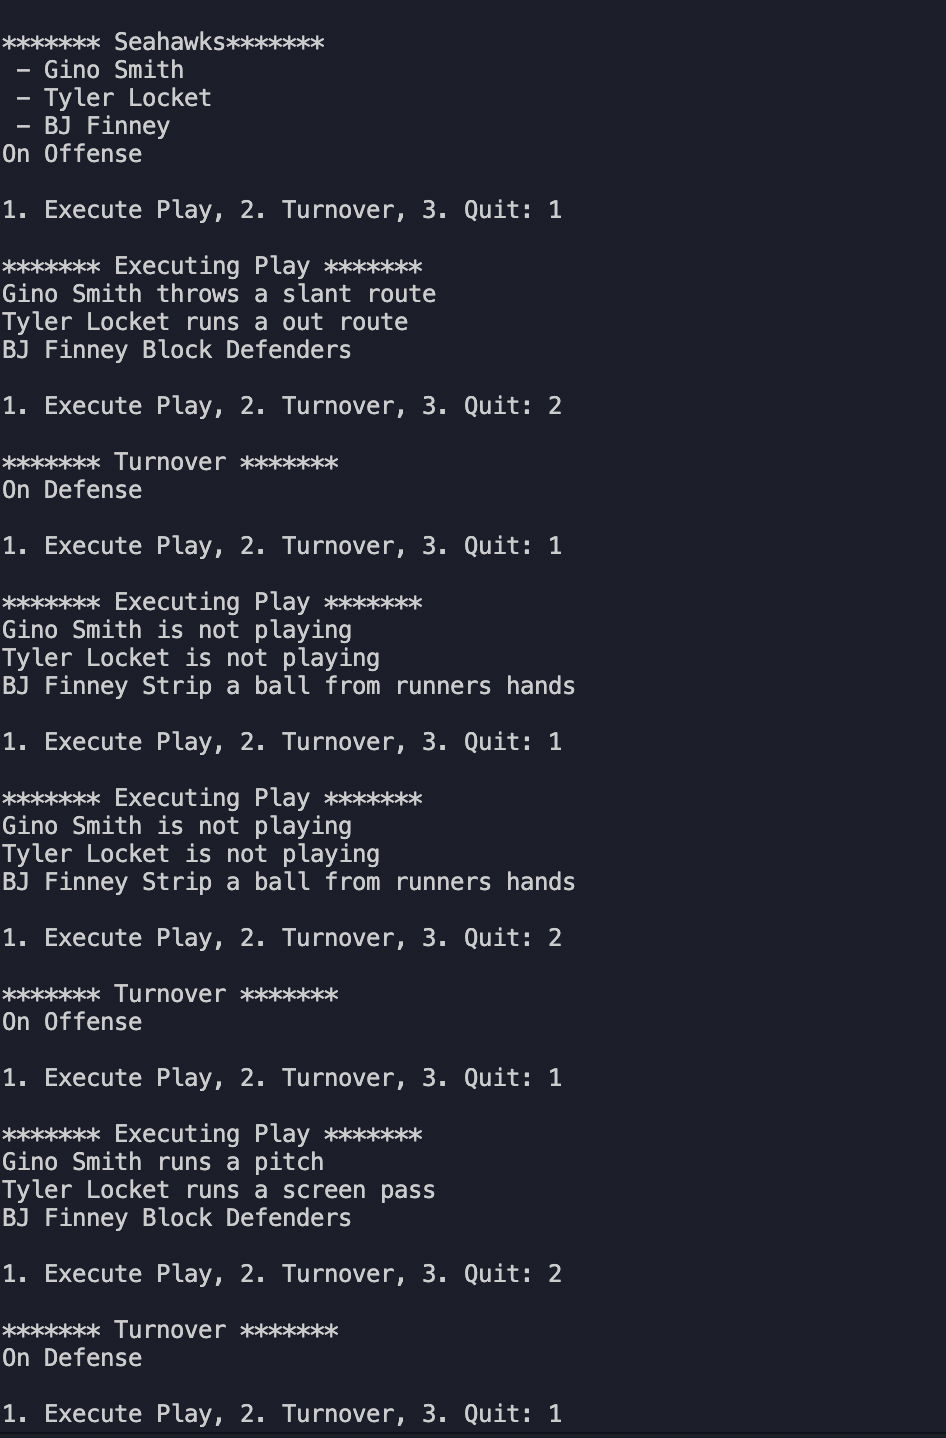 ******* Seahawks*******
 – Gino Smith
 – Tyler Locket
 – BJ Finney
On Offense
1. Execute Play, 2. Turnover, 3. Quit: 1
******* Executing Play *******
Gino Smith throws a slant route
Tyler Locket runs a out route
BJ Finney Block Defenders
1. Execute Play, 2. Turnover, 3. Quit: 2
******* Turnover *******
On Defense
1. Execute Play, 2. Turnover, 3. Quit: 1
******* Executing Play *******
Gino Smith is not playing
Tyler Locket is not playing
BJ Finney Strip a ball from runners hands
1. Execute Play, 2. Turnover, 3. Quit: 1
******* Executing Play *******
Gino Smith is not playing
Tyler Locket is not playing
BJ Finney Strip a ball from runners hands
1. Execute Play, 2. Turnover, 3. Quit: 2
******* Turnover *******
On Offense
1. Execute Play, 2. Turnover, 3. Quit: 1
******* Executing Play *******
Gino Smith runs a pitch
Tyler Locket runs a screen pass
BJ Finney Block Defenders
1. Execute Play, 2. Turnover, 3. Quit: 2
******* Turnover *******
On Defense
1. Execute Play, 2. Turnover, 3. Quit: 1